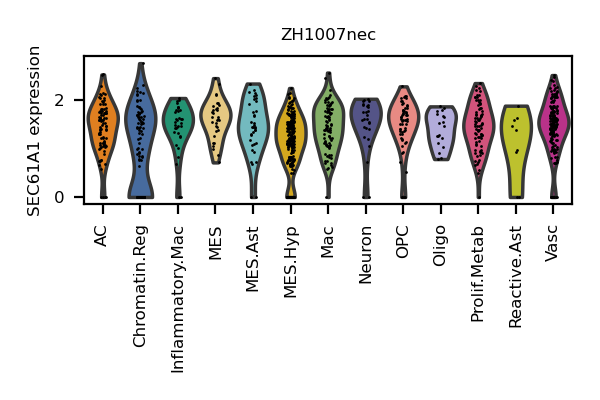 ZH1007nec
SEC61A1 expression
2
0
AC
Chromatin.Reg
Inflammatory.Mac
MES
MES.Ast
MES.Hyp
Mac
Neuron
OPC
Oligo
Prolif.Metab
Reactive.Ast
Vasc